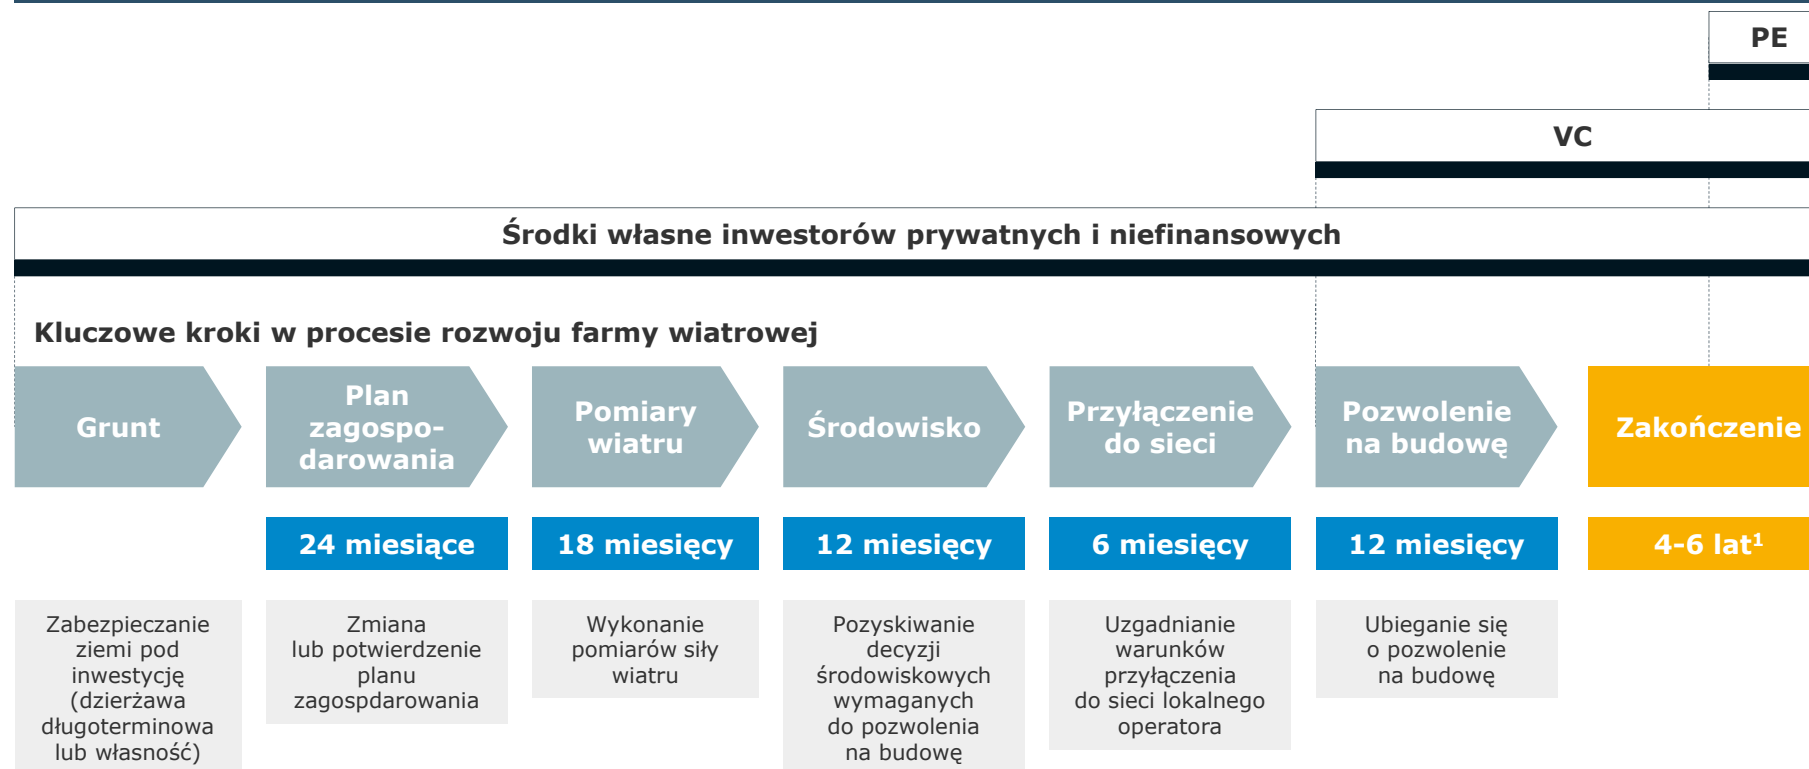 PE
VC
Środki własne inwestorów prywatnych i niefinansowych
Kluczowe kroki w procesie rozwoju farmy wiatrowej
Grunt
Plan
zagospo-
darowania
Pomiary
wiatru
Środowisko
Przyłączenie
do sieci
Pozwolenie
na budowę
Zakończenie
24 miesiące
18 miesięcy
12 miesięcy
6 miesięcy
12 miesięcy
4-6 lat¹
Zabezpieczanie
ziemi pod
inwestycję
(dzierżawa
długoterminowa
lub własność)
Zmiana
lub potwierdzenie
planu
zagospdarowania
Wykonanie
pomiarów siły
wiatru
Pozyskiwanie
decyzji
środowiskowych
wymaganych
do pozwolenia
na budowę
Uzgadnianie
warunków
przyłączenia
do sieci lokalnego
operatora
Ubieganie się
o pozwolenie
na budowę